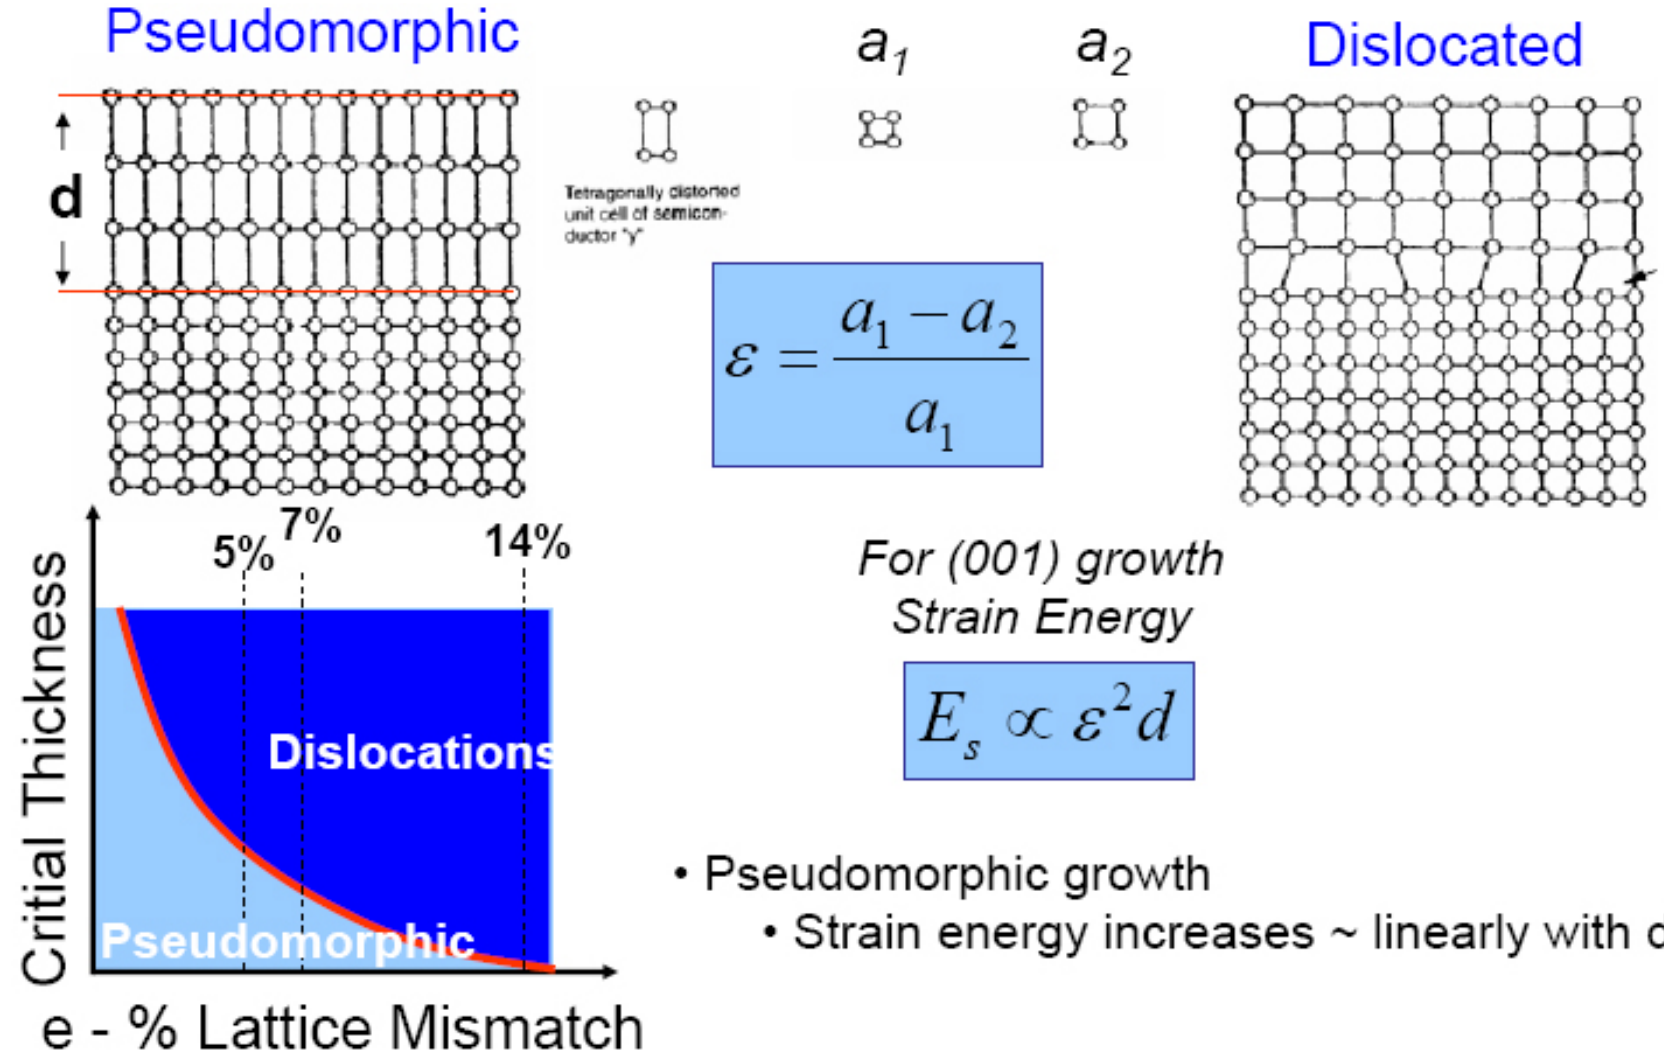 Pseudomorphic
a₁
a₂
Dislocated
d
Tetragonally distorted
unit cell of semicon-
ductor "y"
ε = (a₁ − a₂) / a₁
5%
7%
14%
Critial Thickness
Dislocations
Pseudomorphic
e - % Lattice Mismatch
For (001) growth
Strain Energy
Eₛ ∝ ε²d
• Pseudomorphic growth
• Strain energy increases ~ linearly with d